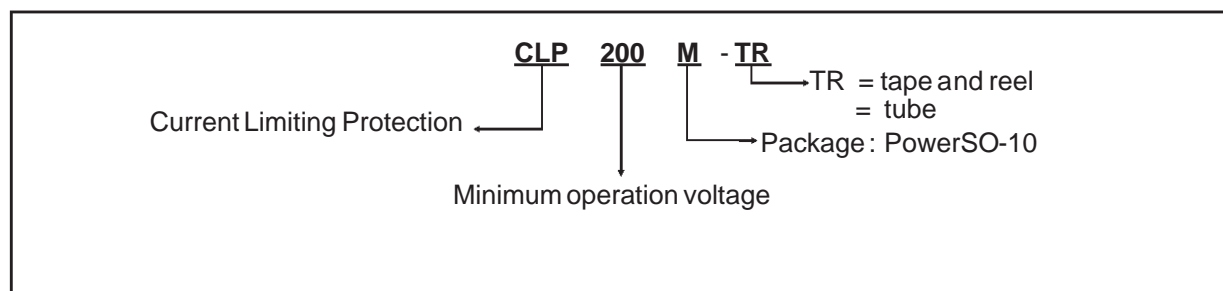 CLP 200 M - TR
TR = tape and reel
= tube
Current Limiting Protection
Package : PowerSO-10
Minimum operation voltage